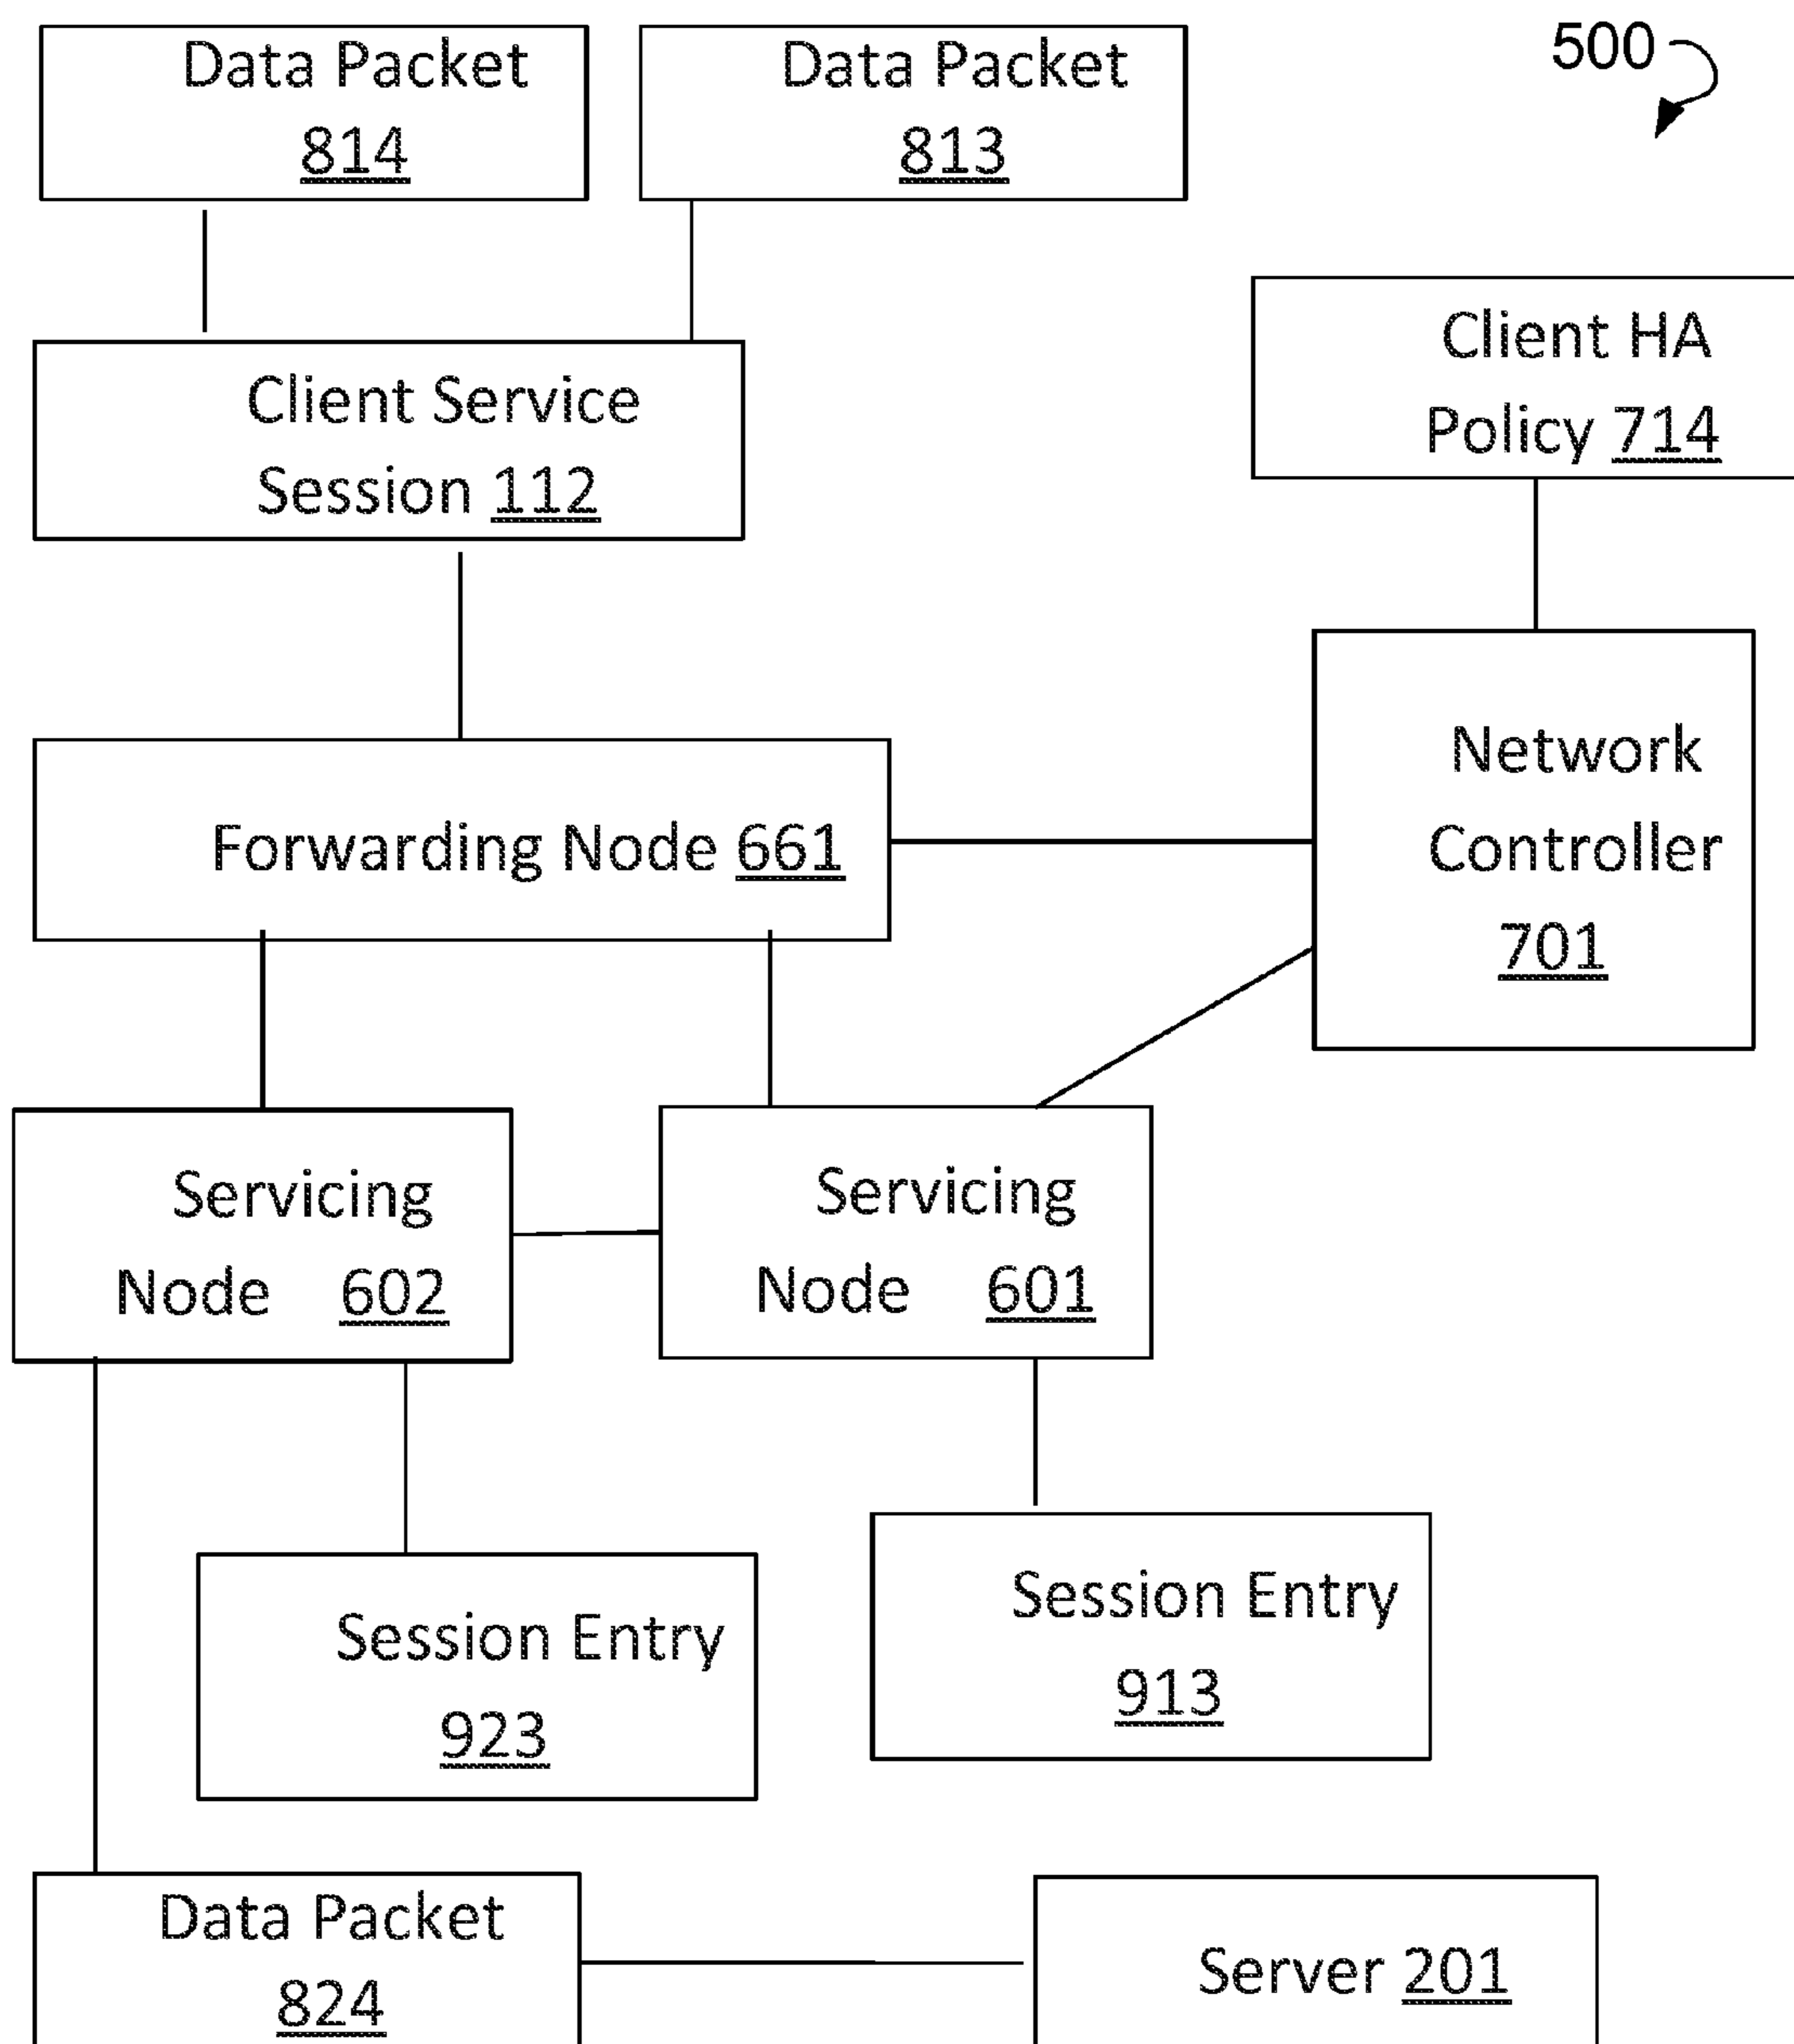 Data Packet
814
Data Packet
813
500
Client HA
Policy 714
Client Service
Session 112
Network
Controller
701
Forwarding Node 661
Servicing
Node 602
Servicing
Node 601
Session Entry
913
Session Entry
923
Data Packet
824
Server 201